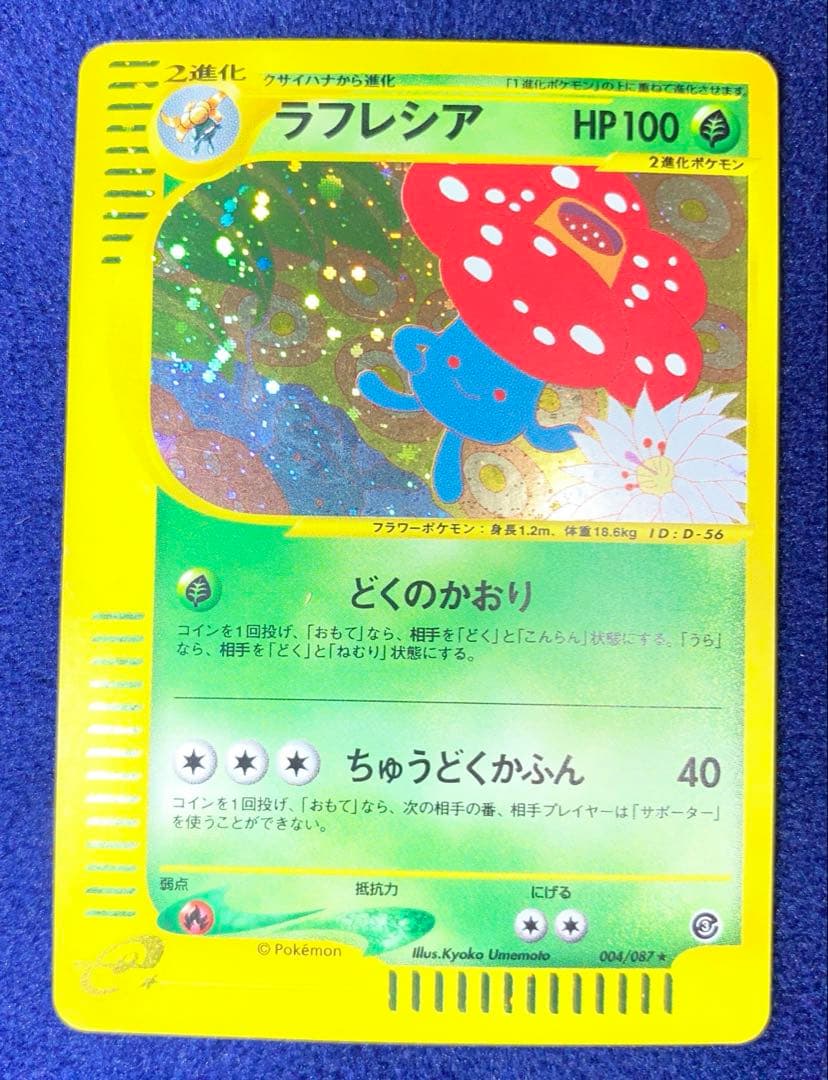 2進化 クサイハナから進化 「1進化ポケモン」の上に重ねて進化させます。
ラフレシア HP100
2進化ポケモン
フラワーポケモン：身長1.2m、体重18.6kg ID：D-56
どくのかおり
コインを1回投げ、「おもて」なら、相手を「どく」と「こんらん」状態にする。「うら」
なら、相手を「どく」と「ねむり」状態にする。
ちゅうどくかふん 40
コインを1回投げ、「おもて」なら、次の相手の番、相手プレイヤーは「サポーター」
を使うことができない。
弱点 抵抗力 にげる
©Pokémon Illus.Kyoko Umemoto 004/087★